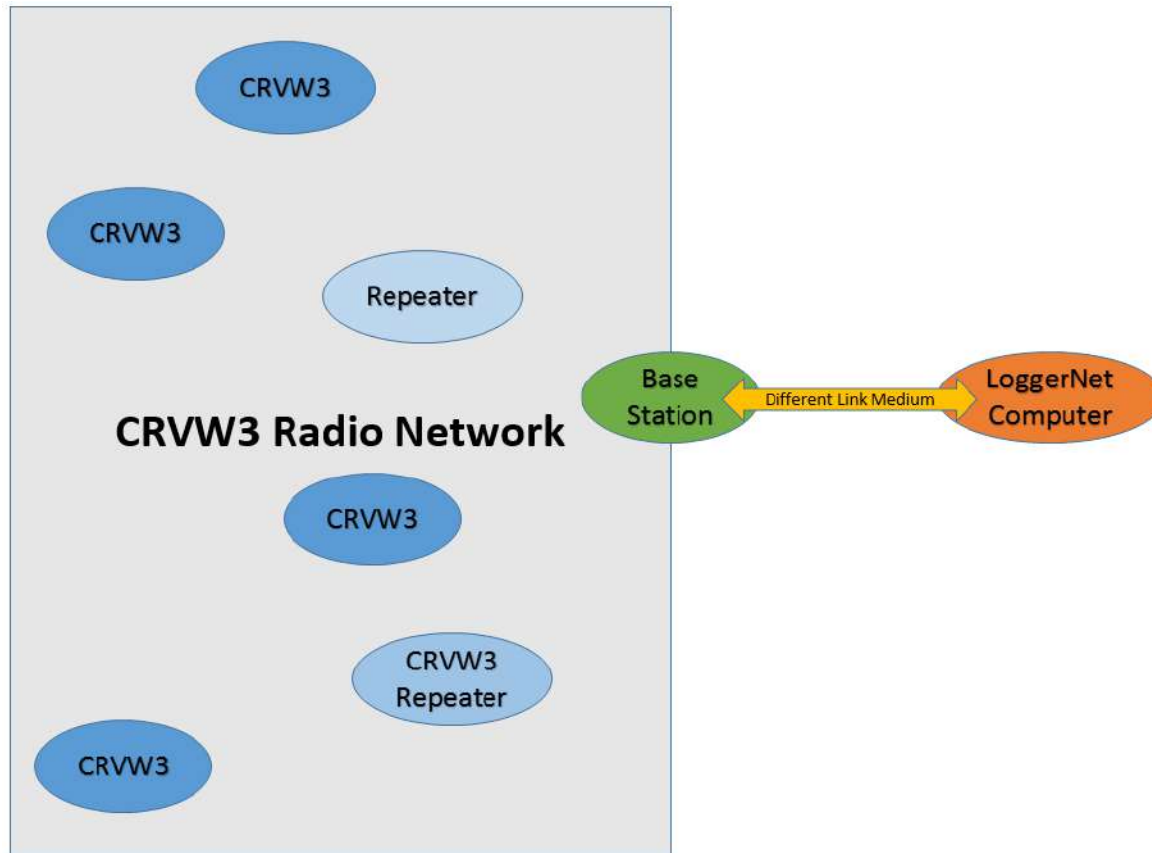 CRVW3
CRVW3
Repeater
Base
Station
Different Link Medium
LoggerNet
Computer
CRVW3 Radio Network
CRVW3
CRVW3
Repeater
CRVW3